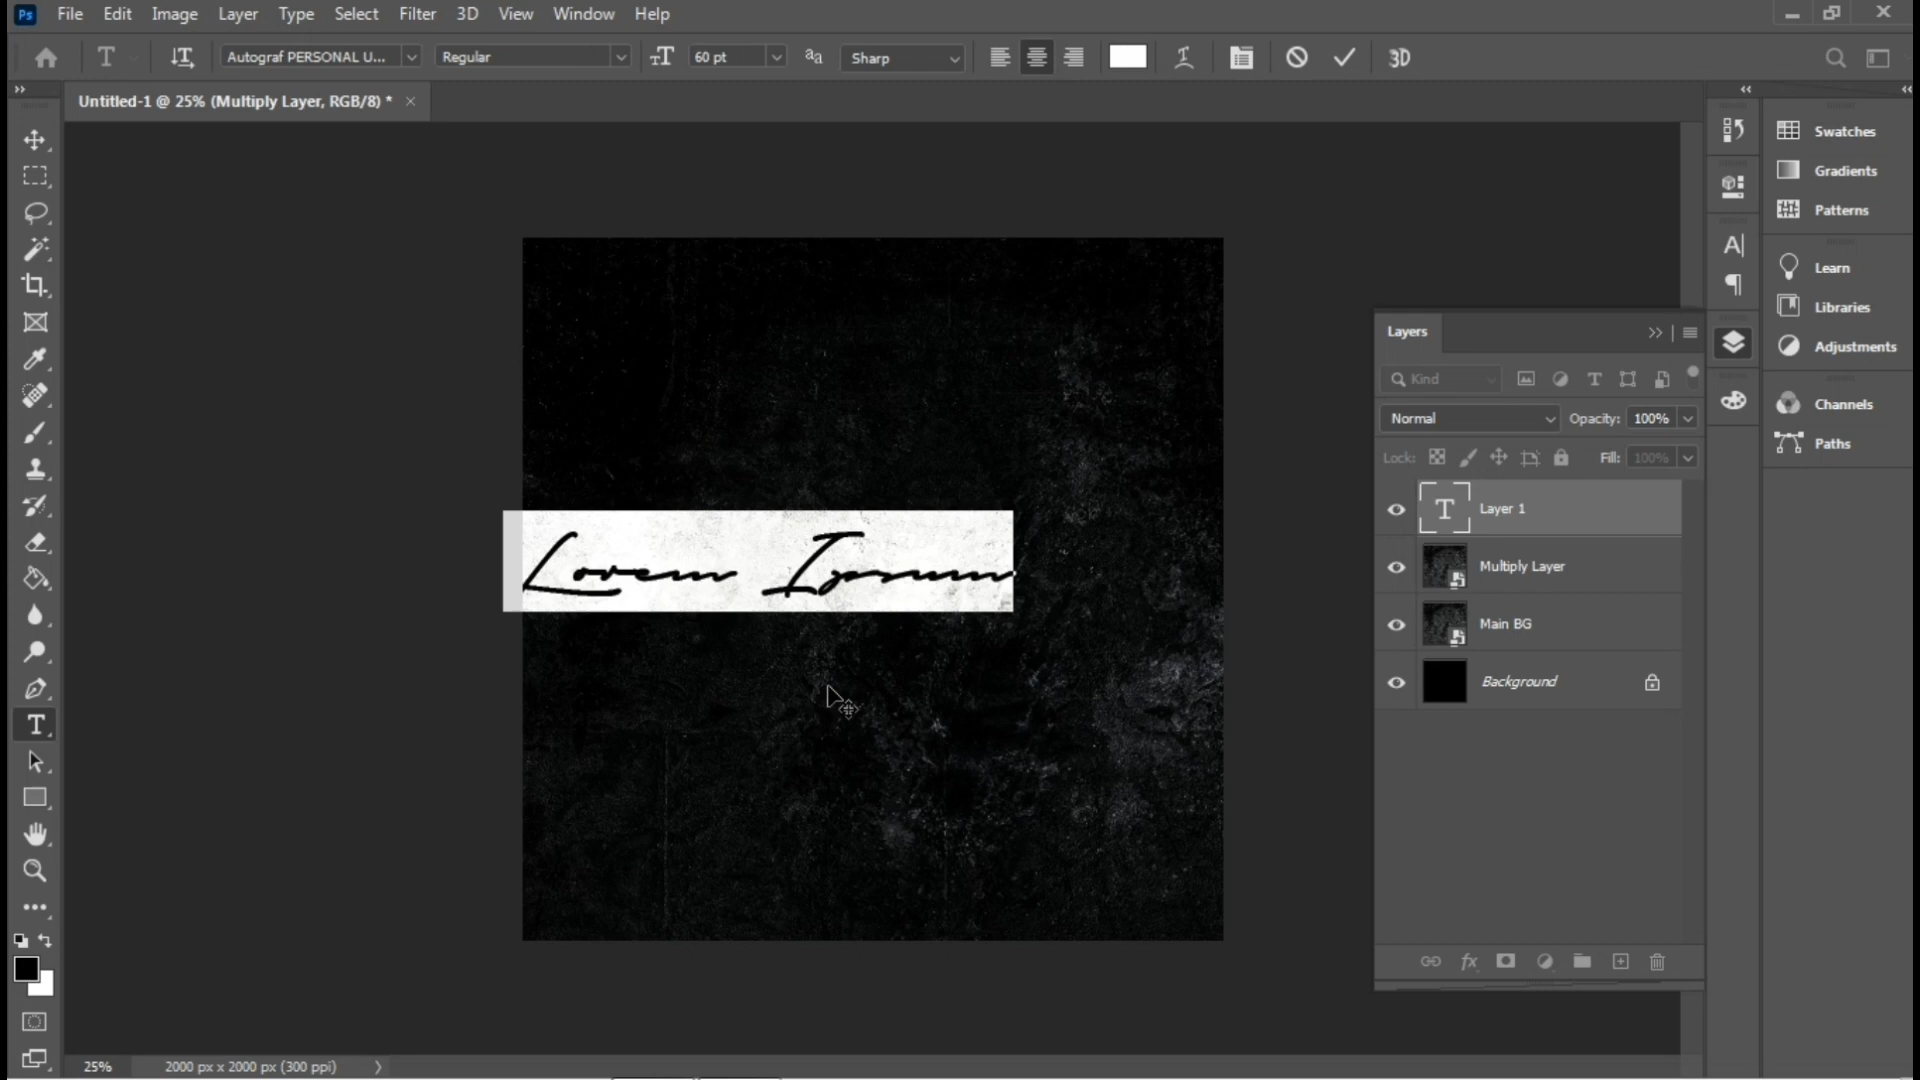 Ps File Edit Image Layer Type Select Filter 3D View Window Help
Autograf PERSONAL U... Regular 60 pt Sharp 3D
Untitled-1 @ 25% (Multiply Layer, RGB/8) *
Swatches
Gradients
Patterns
Learn
Libraries
Adjustments
Channels
Paths
Layers
Kind
Normal Opacity: 100%
Lock: Fill: 100%
Layer 1
Multiply Layer
Main BG
Background
Lorem Ipsum
25% 2000 px x 2000 px (300 ppi)